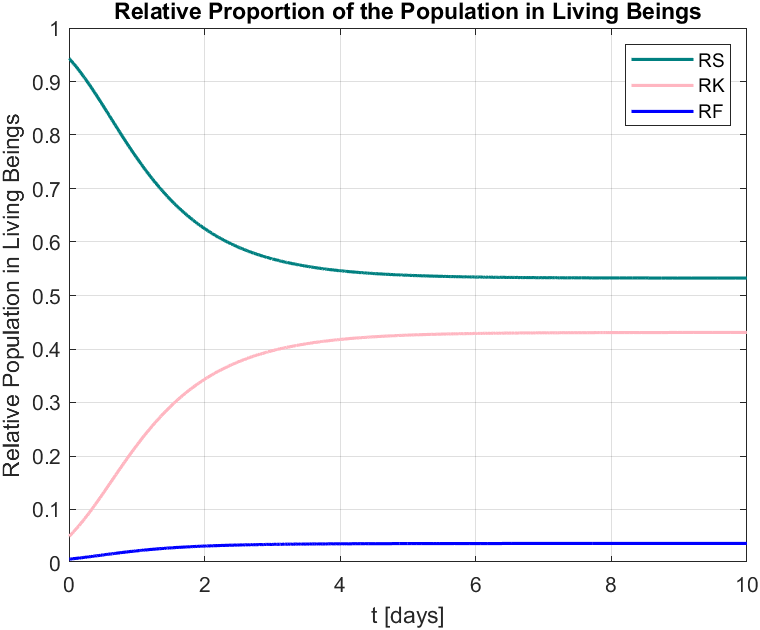 Relative Proportion of the Population in Living Beings
RS
RK
RF
Relative Population in Living Beings
1
0.9
0.8
0.7
0.6
0.5
0.4
0.3
0.2
0.1
0
0 2 4 6 8 10
t [days]